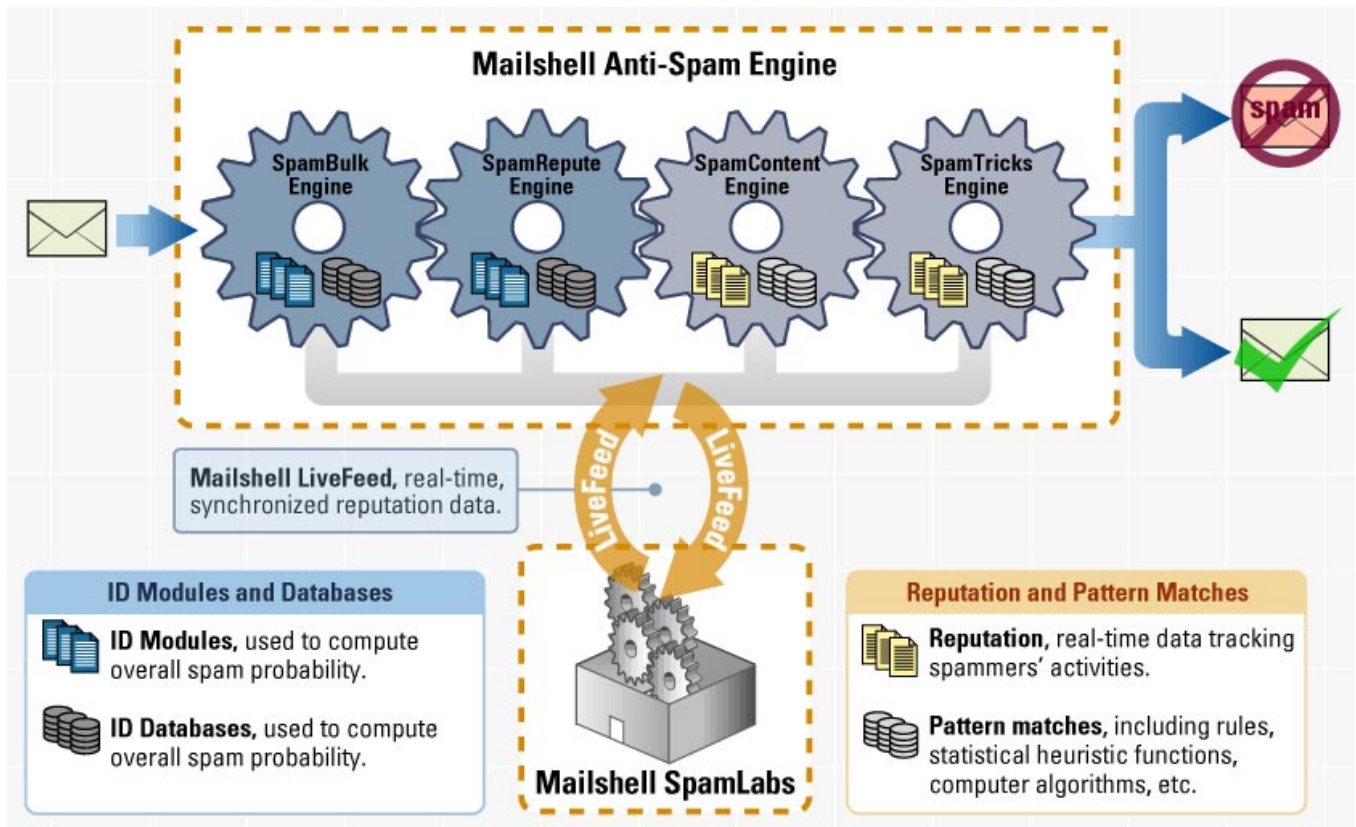 Mailshell Anti-Spam Engine
SpamBulk
Engine
SpamRepute
Engine
SpamContent
Engine
SpamTricks
Engine
spam
Mailshell LiveFeed, real-time,
synchronized reputation data.
LiveFeed
LiveFeed
ID Modules and Databases
ID Modules, used to compute
overall spam probability.
ID Databases, used to compute
overall spam probability.
Mailshell SpamLabs
Reputation and Pattern Matches
Reputation, real-time data tracking
spammers’ activities.
Pattern matches, including rules,
statistical heuristic functions,
computer algorithms, etc.